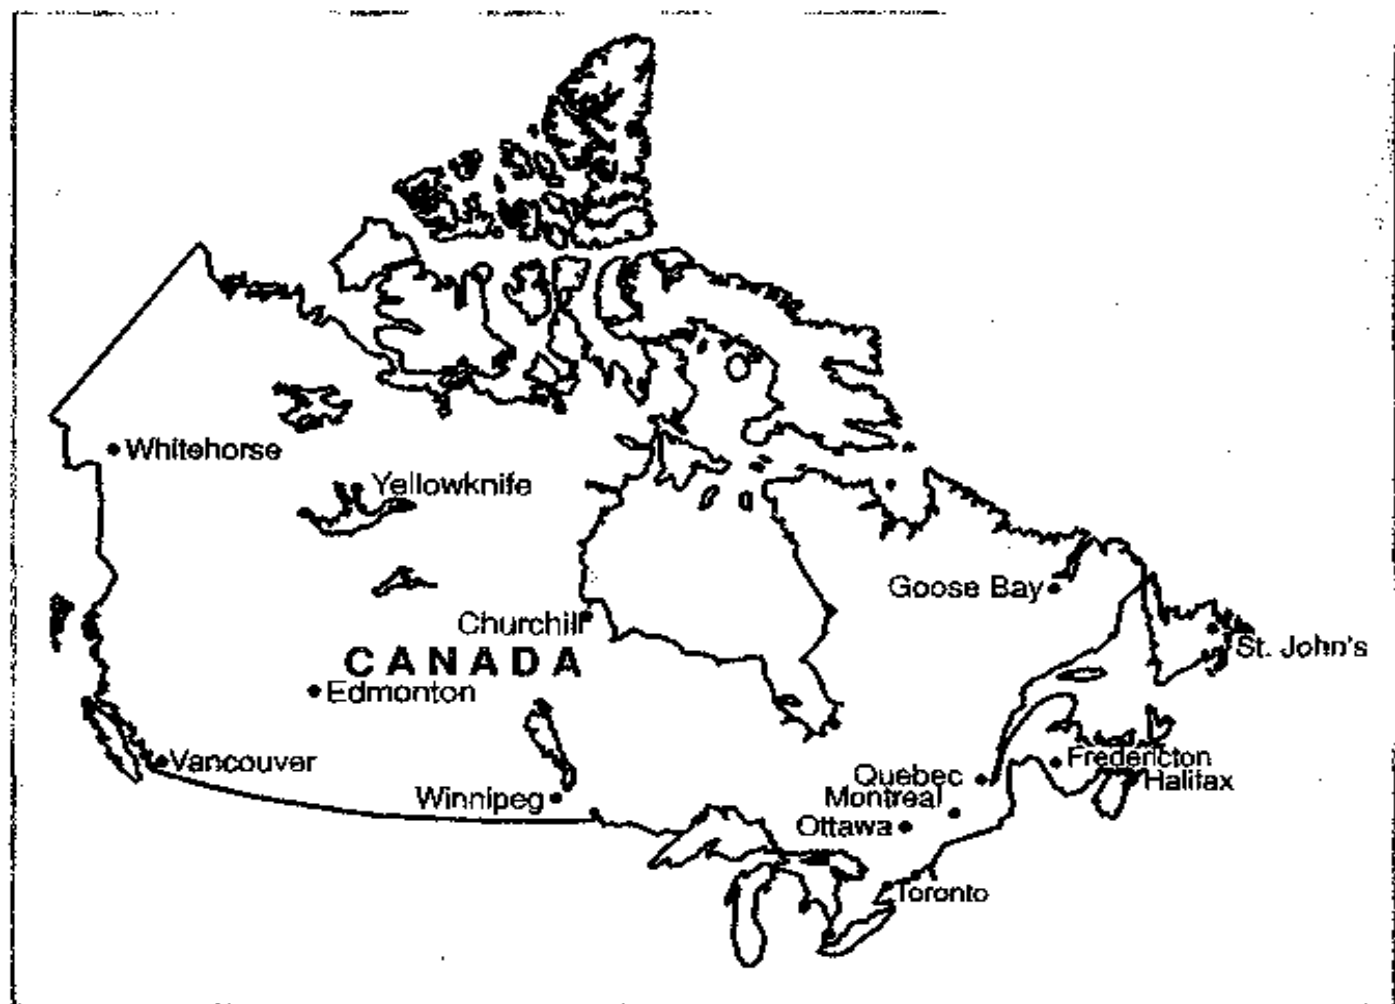 Whitehorse
Yellowknife
Goose Bay
Churchill
St. John's
CANADA
Edmonton
Vancouver
Fredericton
Quebec
Halifax
Winnipeg
Montreal
Ottawa
Toronto